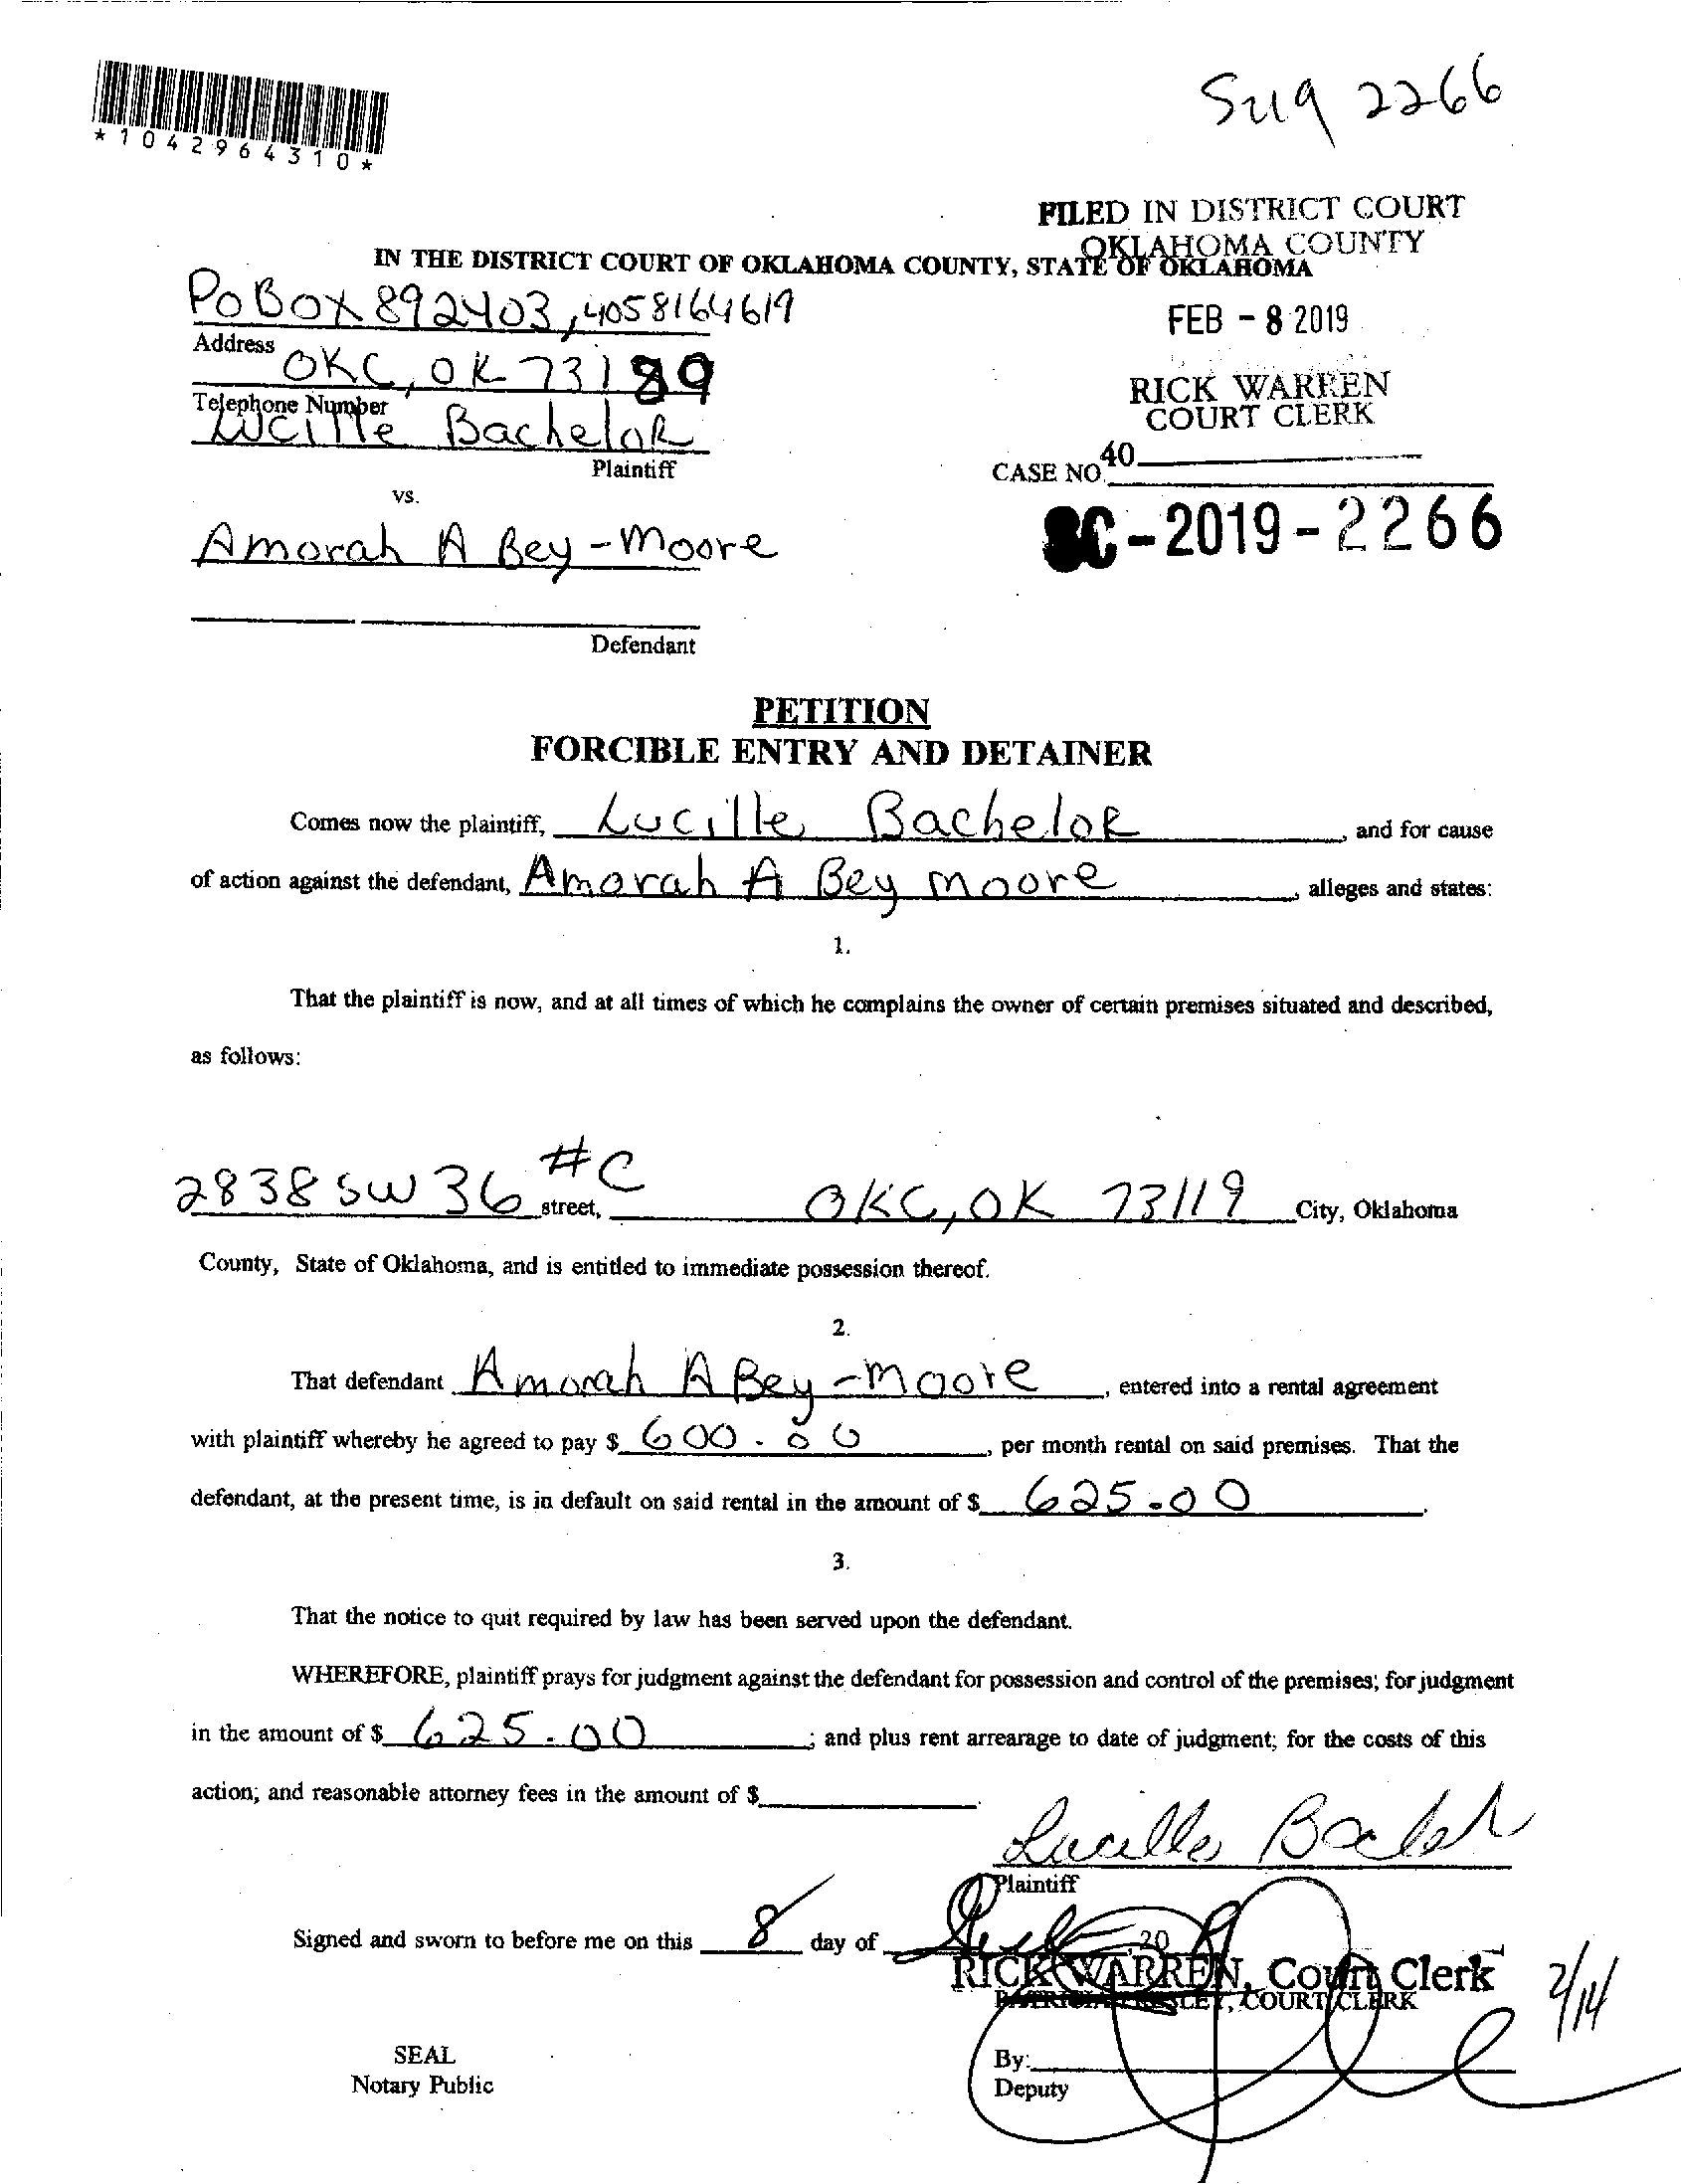 *1042964310*
FILED IN DISTRICT COURT
OKLAHOMA COUNTY
IN THE DISTRICT COURT OF OKLAHOMA COUNTY, STATE OF OKLAHOMA
PO BOX 892403, 4058164619
FEB - 8 2019
Address
OKC, OK 73189
RICK WARREN
COURT CLERK
Telephone Number
Lucille Bachelor
40
Plaintiff
CASE NO.
vs.
SC-2019-2266
Amorah A Bey-Moore
Defendant
PETITION
FORCIBLE ENTRY AND DETAINER
Comes now the plaintiff, Lucille Bachelor, and for cause
of action against the defendant, Amorah A Bey Moore, alleges and states:
1.
That the plaintiff is now, and at all times of which he complains the owner of certain premises situated and described,
as follows:
2838 SW 36 #C street, OKC, OK 73119 City, Oklahoma
County, State of Oklahoma, and is entitled to immediate possession thereof.
2.
That defendant Amorah A Bey-Moore, entered into a rental agreement
with plaintiff whereby he agreed to pay $ 600.00, per month rental on said premises. That the
defendant, at the present time, is in default on said rental in the amount of $ 625.00.
3.
That the notice to quit required by law has been served upon the defendant.
WHEREFORE, plaintiff prays for judgment against the defendant for possession and control of the premises; for judgment
in the amount of $ 625.00; and plus rent arrearage to date of judgment; for the costs of this
action; and reasonable attorney fees in the amount of $
Lucille
Plaintiff
Signed and sworn to before me on this 8 day of , 20
RICK WARREN, Court Clerk
COURT CLERK
2/14
SEAL
Notary Public
By:
Deputy